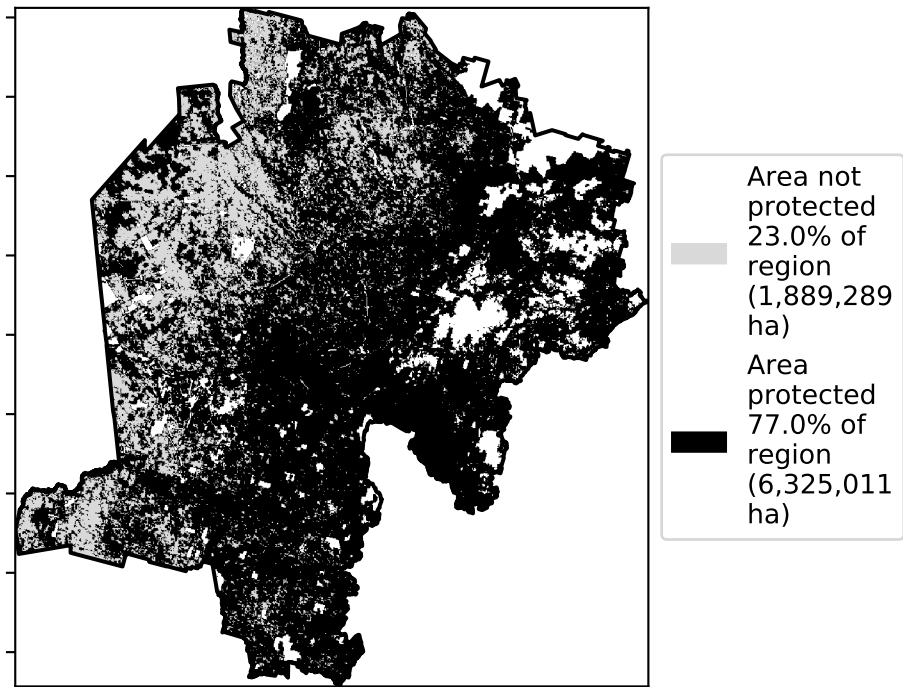 Area not
protected
23.0% of
region
(1,889,289
ha)
Area
protected
77.0% of
region
(6,325,011
ha)